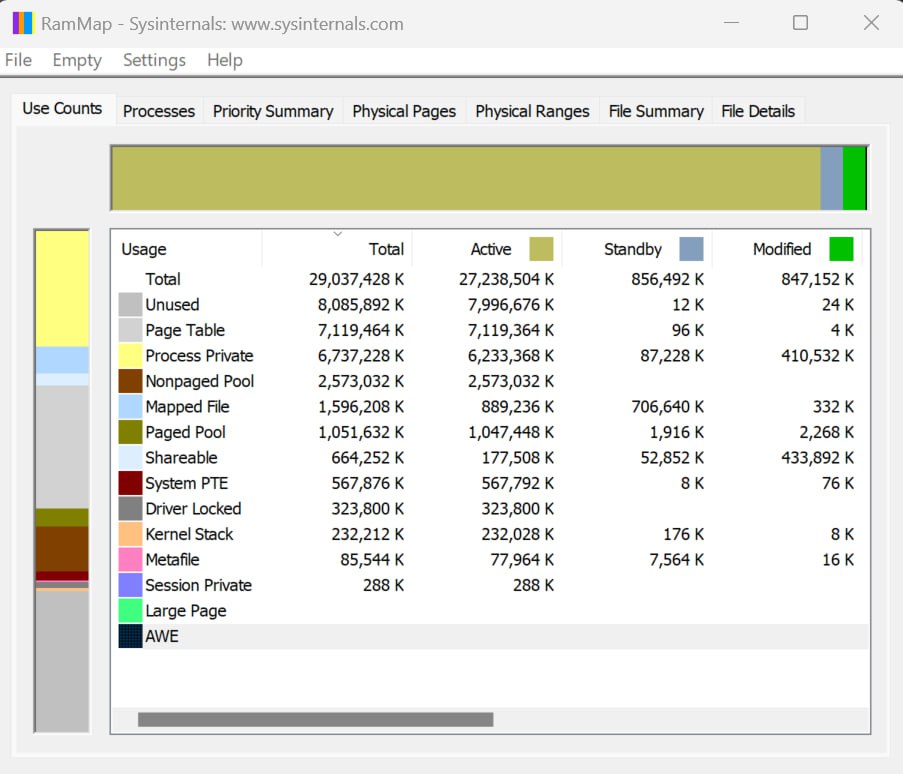 RamMap - Sysinternals: www.sysinternals.com
File Empty Settings Help
Use Counts Processes Priority Summary Physical Pages Physical Ranges File Summary File Details
Usage Total Active Standby Modified
Total 29,037,428 K 27,238,504 K 856,492 K 847,152 K
Unused 8,085,892 K 7,996,676 K 12 K 24 K
Page Table 7,119,464 K 7,119,364 K 96 K 4 K
Process Private 6,737,228 K 6,233,368 K 87,228 K 410,532 K
Nonpaged Pool 2,573,032 K 2,573,032 K
Mapped File 1,596,208 K 889,236 K 706,640 K 332 K
Paged Pool 1,051,632 K 1,047,448 K 1,916 K 2,268 K
Shareable 664,252 K 177,508 K 52,852 K 433,892 K
System PTE 567,876 K 567,792 K 8 K 76 K
Driver Locked 323,800 K 323,800 K
Kernel Stack 232,212 K 232,028 K 176 K 8 K
Metafile 85,544 K 77,964 K 7,564 K 16 K
Session Private 288 K 288 K
Large Page
AWE